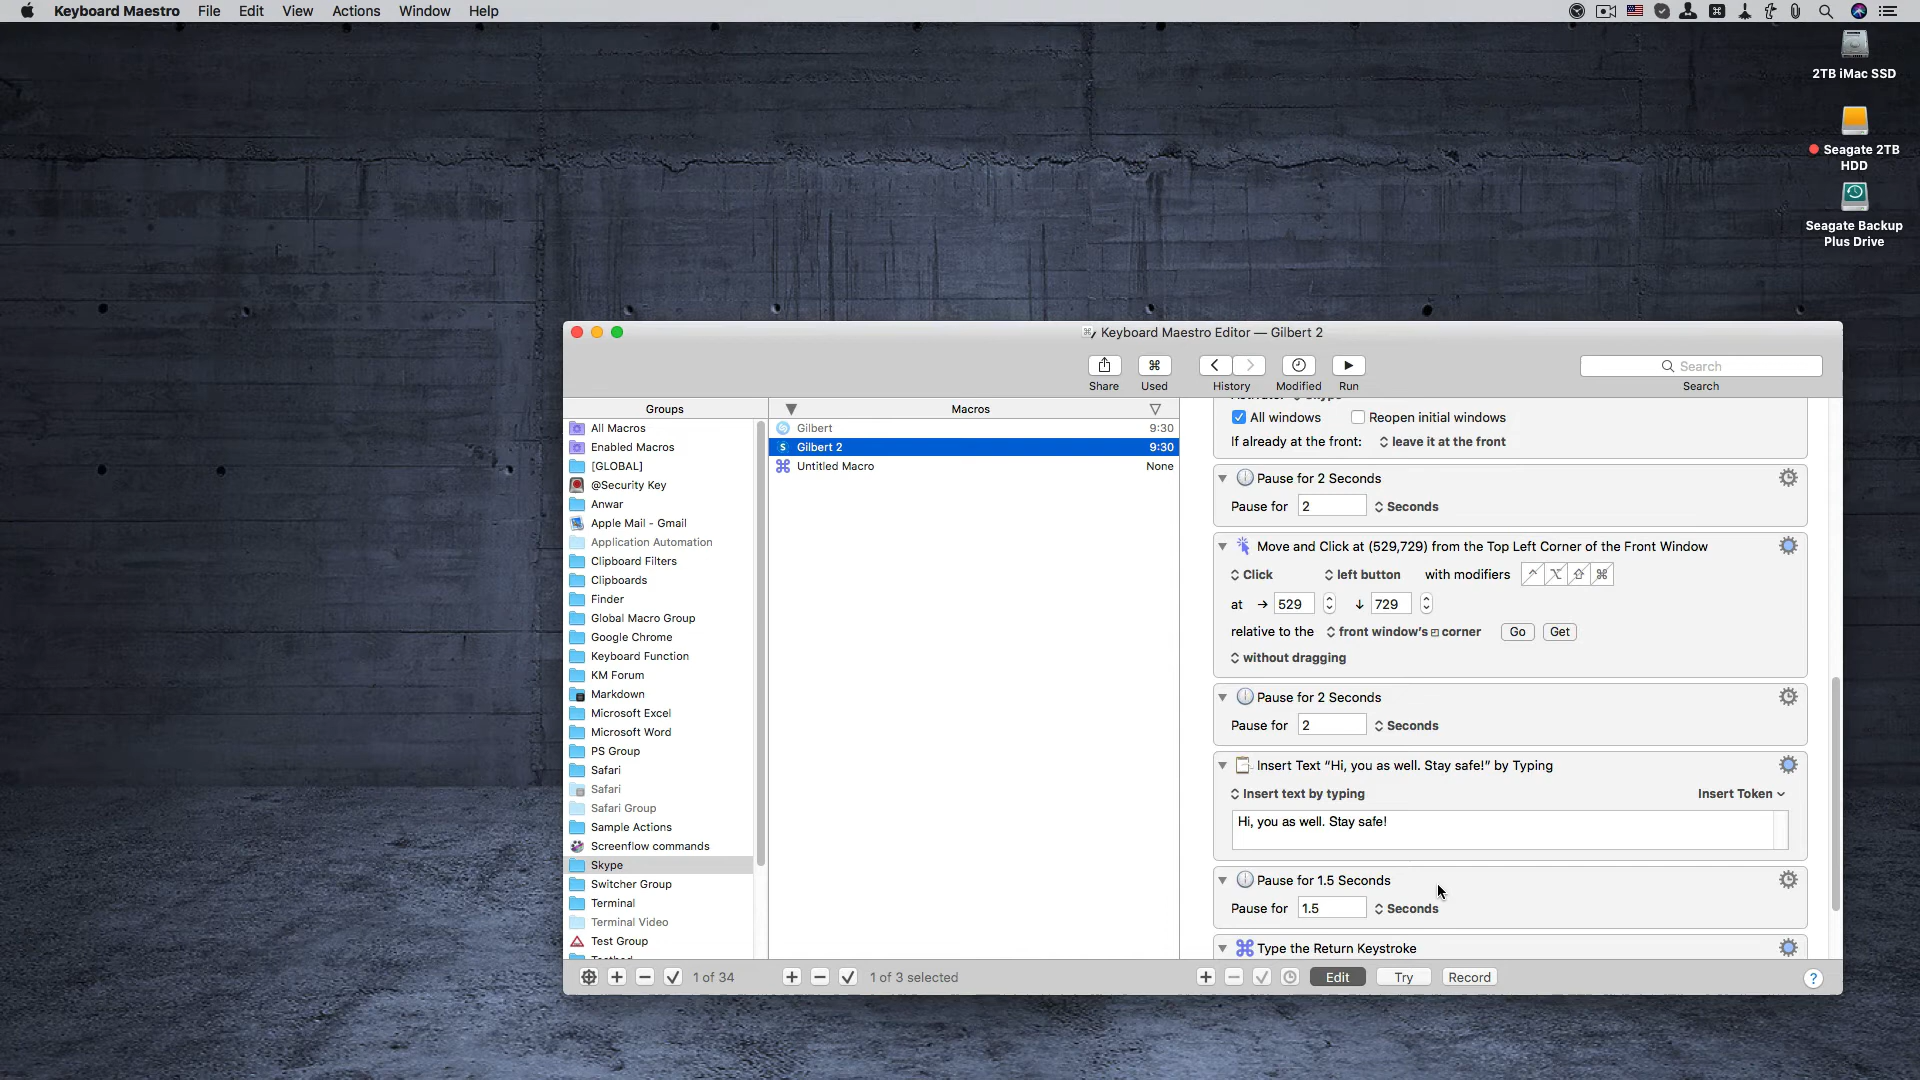 Keyboard Maestro File Edit View Actions Window Help
2TB iMac SSD
Seagate 2TB
HDD
Seagate Backup
Plus Drive
Keyboard Maestro Editor — Gilbert 2
Share Used History Modified Run Search
Search
Groups
All Macros
Enabled Macros
[GLOBAL]
@Security Key
Anwar
Apple Mail - Gmail
Application Automation
Clipboard Filters
Clipboards
Finder
Global Macro Group
Google Chrome
Keyboard Function
KM Forum
Markdown
Microsoft Excel
Microsoft Word
PS Group
Safari
Safari
Safari Group
Sample Actions
Screenflow commands
Skype
Switcher Group
Terminal
Terminal Video
Test Group
1 of 34
Macros
Gilbert 9:30
Gilbert 2 9:30
Untitled Macro None
1 of 3 selected
All windows Reopen initial windows
If already at the front: leave it at the front
Pause for 2 Seconds
Pause for 2 Seconds
Move and Click at (529,729) from the Top Left Corner of the Front Window
Click left button with modifiers
at → 529 ↓ 729
relative to the front window's corner Go Get
without dragging
Pause for 2 Seconds
Pause for 2 Seconds
Insert Text “Hi, you as well. Stay safe!” by Typing
Insert text by typing Insert Token
Hi, you as well. Stay safe!
Pause for 1.5 Seconds
Pause for 1.5 Seconds
Type the Return Keystroke
Edit Try Record ?